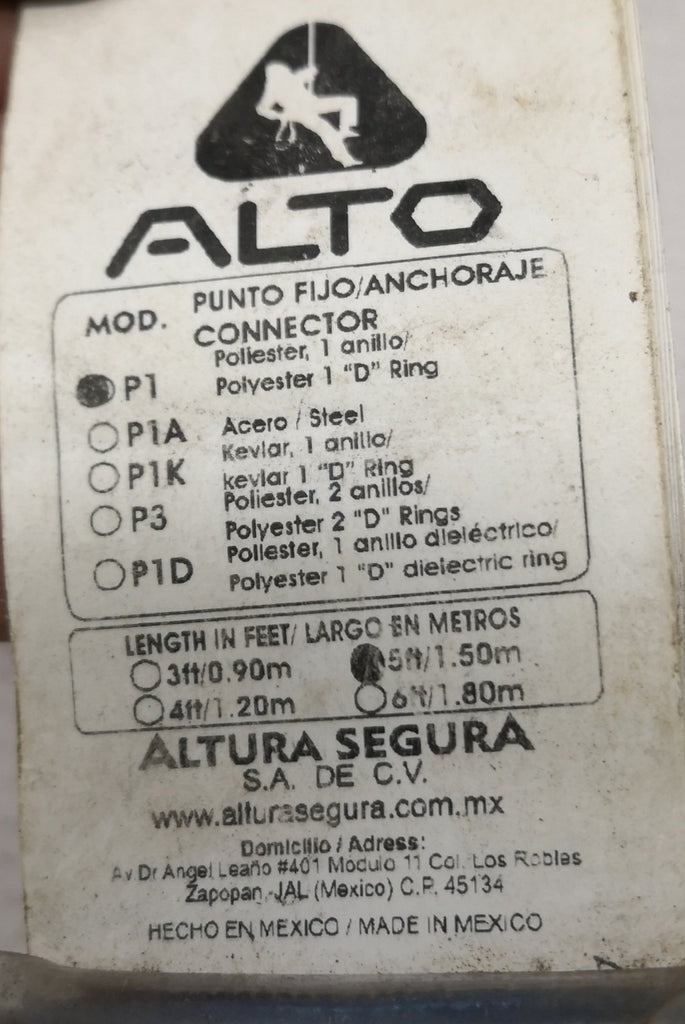 ALTO
MOD. PUNTO FIJO/ANCHORAJE
CONNECTOR
Poliester, 1 anillo/
P1 Polyester 1 "D" Ring
P1A Acero / Steel
Kevlar, 1 anillo/
P1K kevlar 1 "D" Ring
Poliester, 2 anillos/
P3 Polyester 2 "D" Rings
Poliester, 1 anillo dieléctrico/
P1D Polyester 1 "D" dielectric ring
LENGTH IN FEET/ LARGO EN METROS
3ft/0.90m 5ft/1.50m
4ft/1.20m 6ft/1.80m
ALTURA SEGURA
S.A. DE C.V.
www.alturasegura.com.mx
Domicilio / Adress:
Av Dr Angel Leaño #401 Modulo 11 Col. Los Robles
Zapopan, JAL (Mexico) C.P. 45134
HECHO EN MEXICO / MADE IN MEXICO